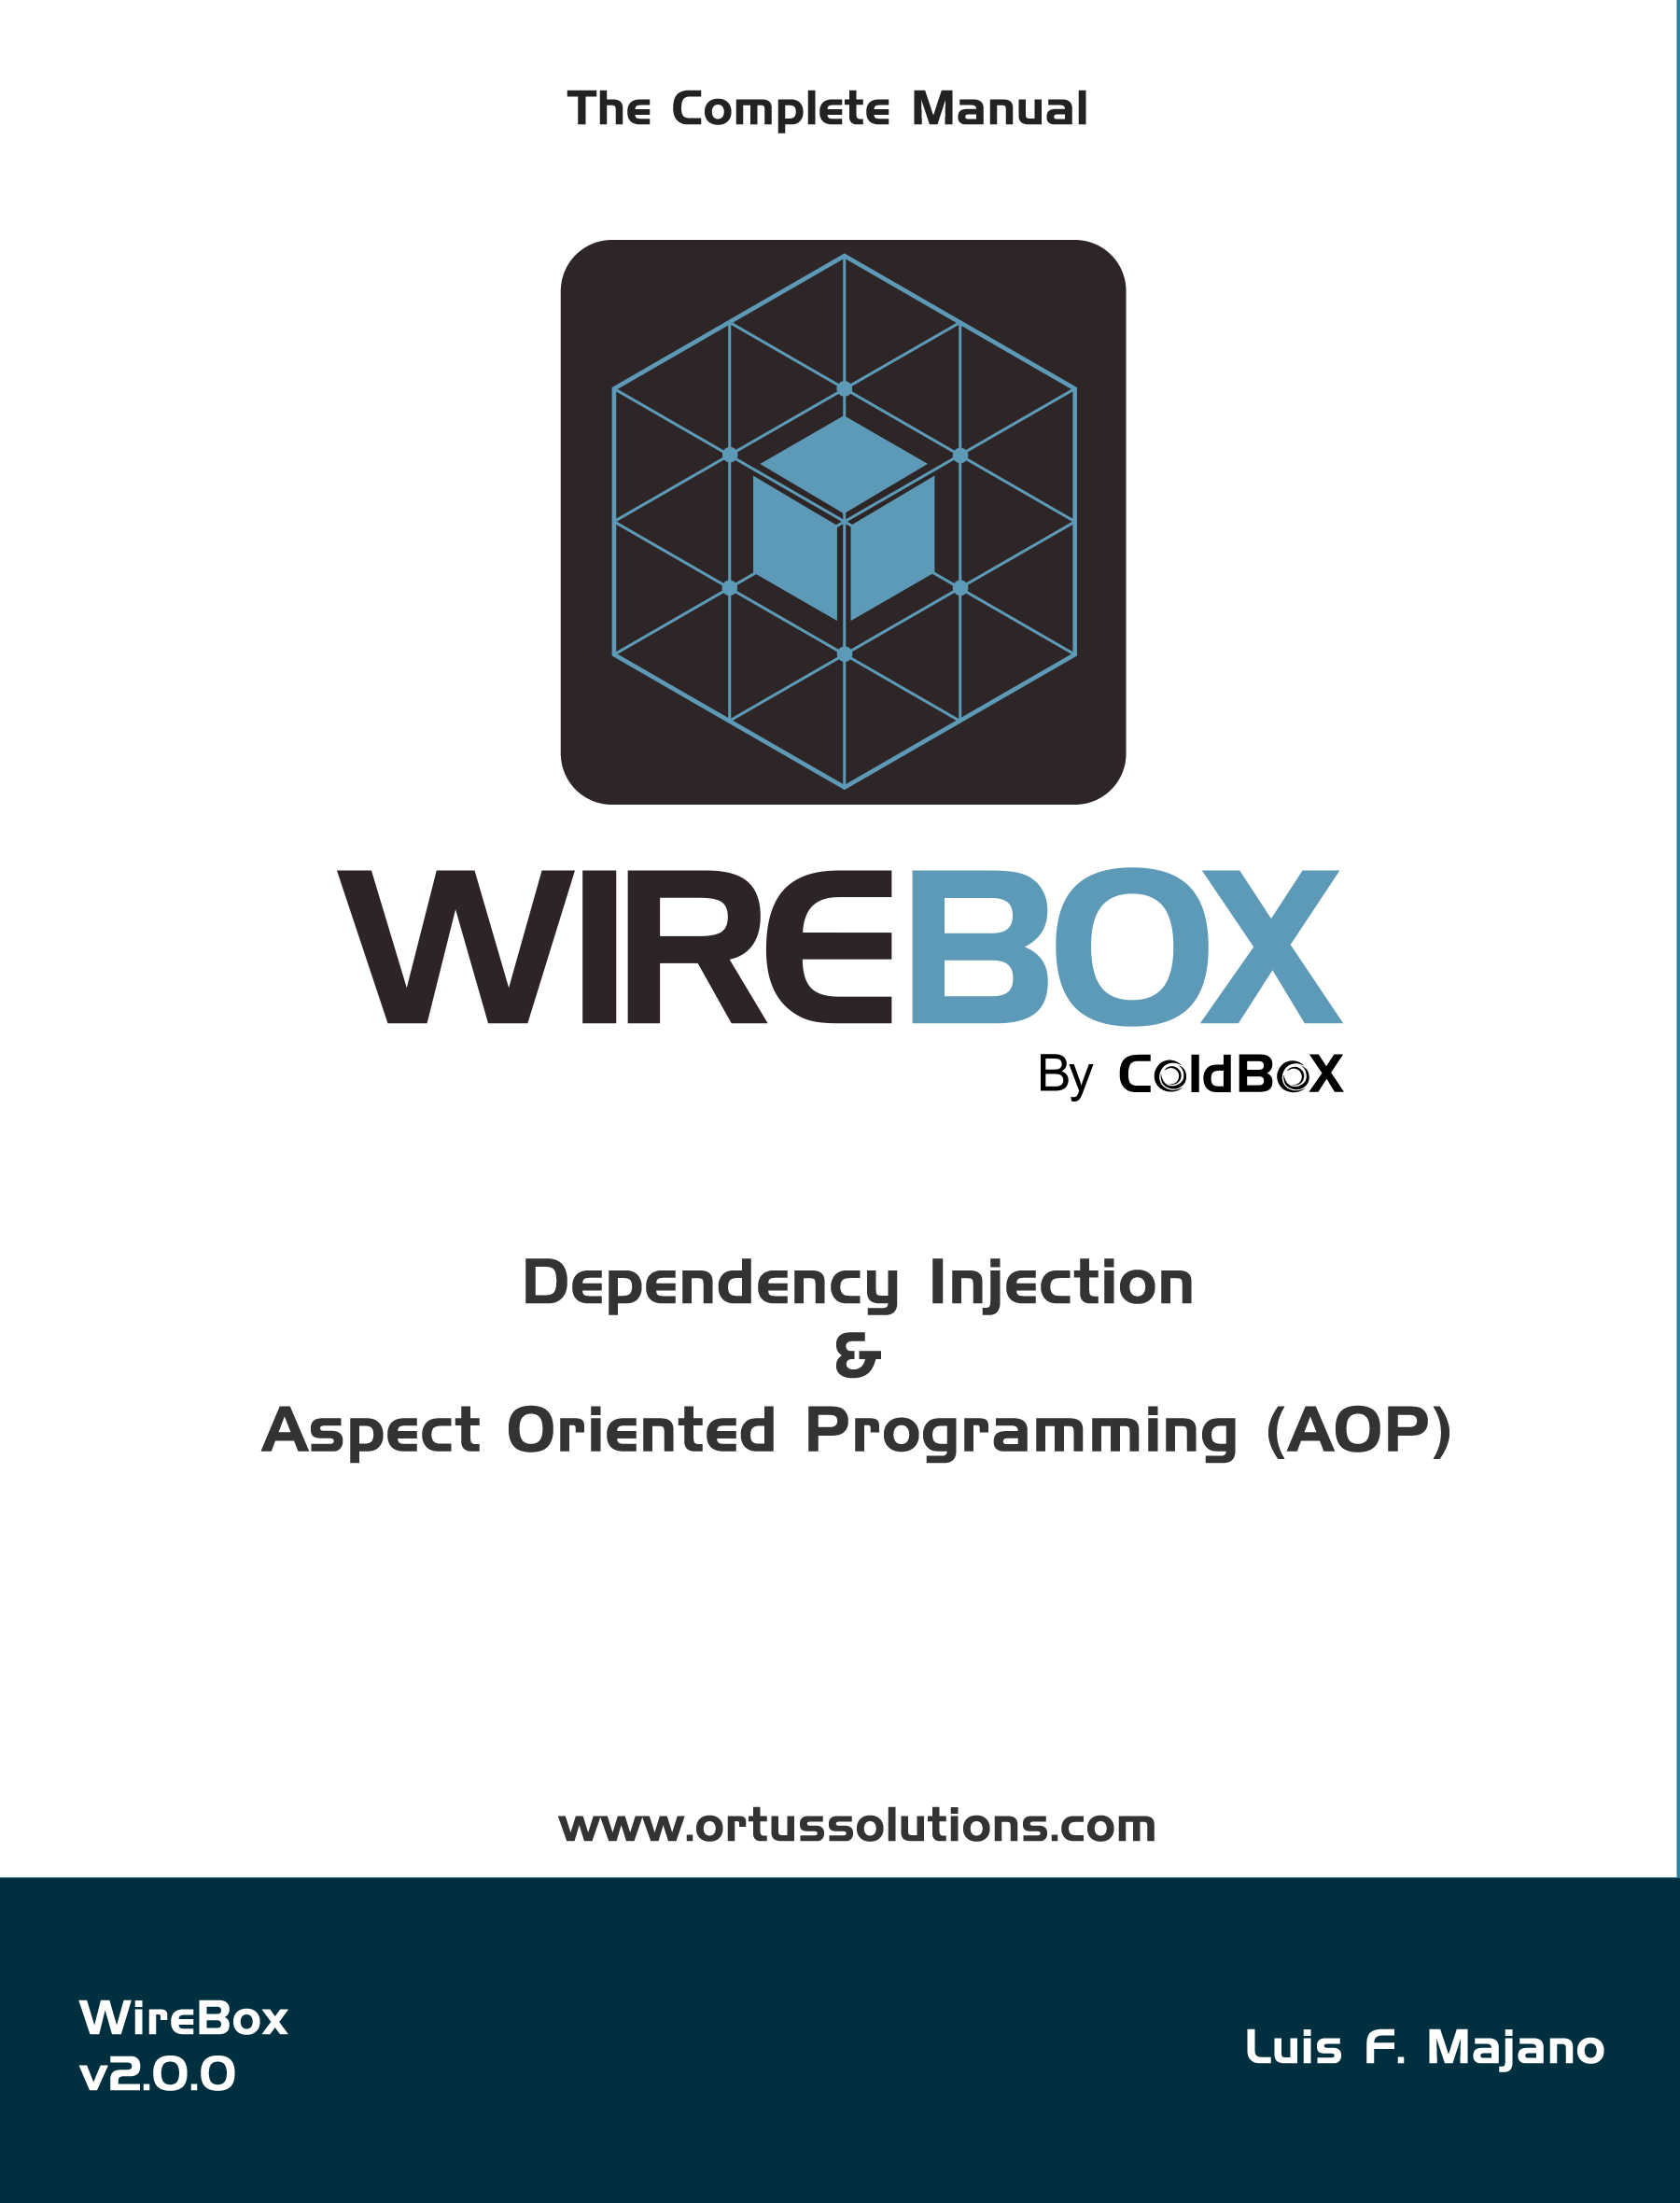 The Complete Manual
WIREBOX
By ColdBoX
Dependency Injection
&
Aspect Oriented Programming (AOP)
www.ortussolutions.com
WireBox
v2.0.0
Luis F. Majano